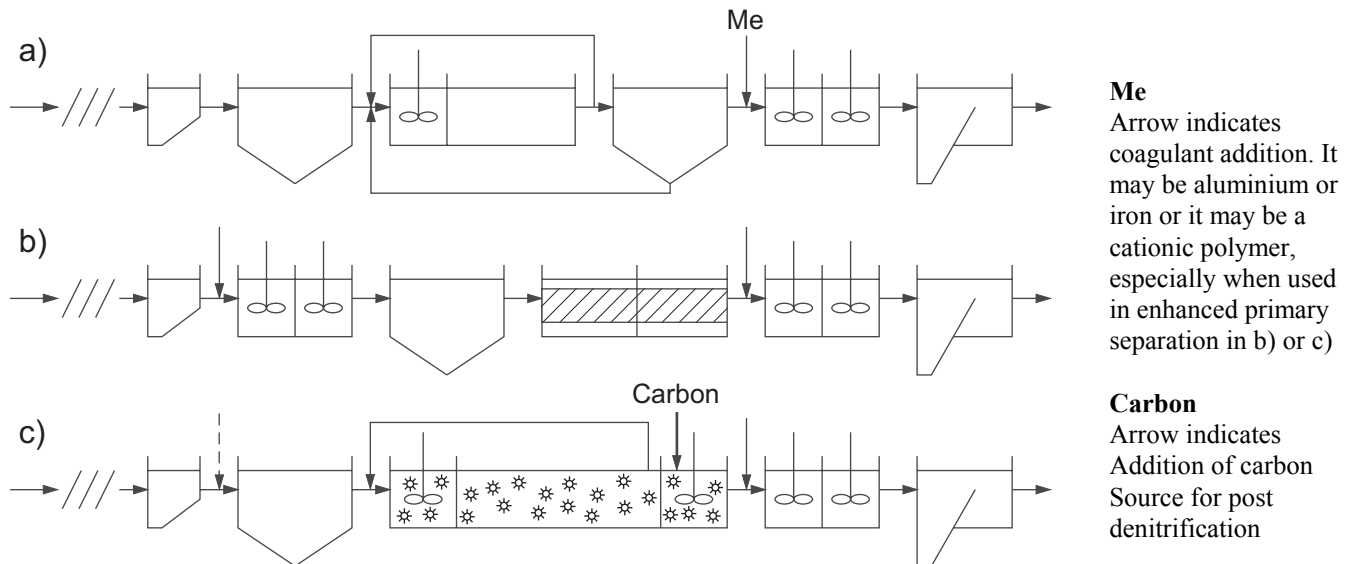 Me
a)
b)
Carbon
c)
Me
Arrow indicates
coagulant addition. It
may be aluminium or
iron or it may be a
cationic polymer,
especially when used
in enhanced primary
separation in b) or c)
Carbon
Arrow indicates
Addition of carbon
Source for post
denitrification